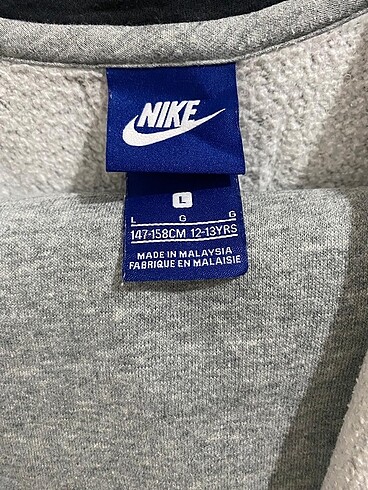 NIKE
L
L G G
147-158CM 12-13YRS
MADE IN MALAYSIA
FABRIQUE EN MALAISIE